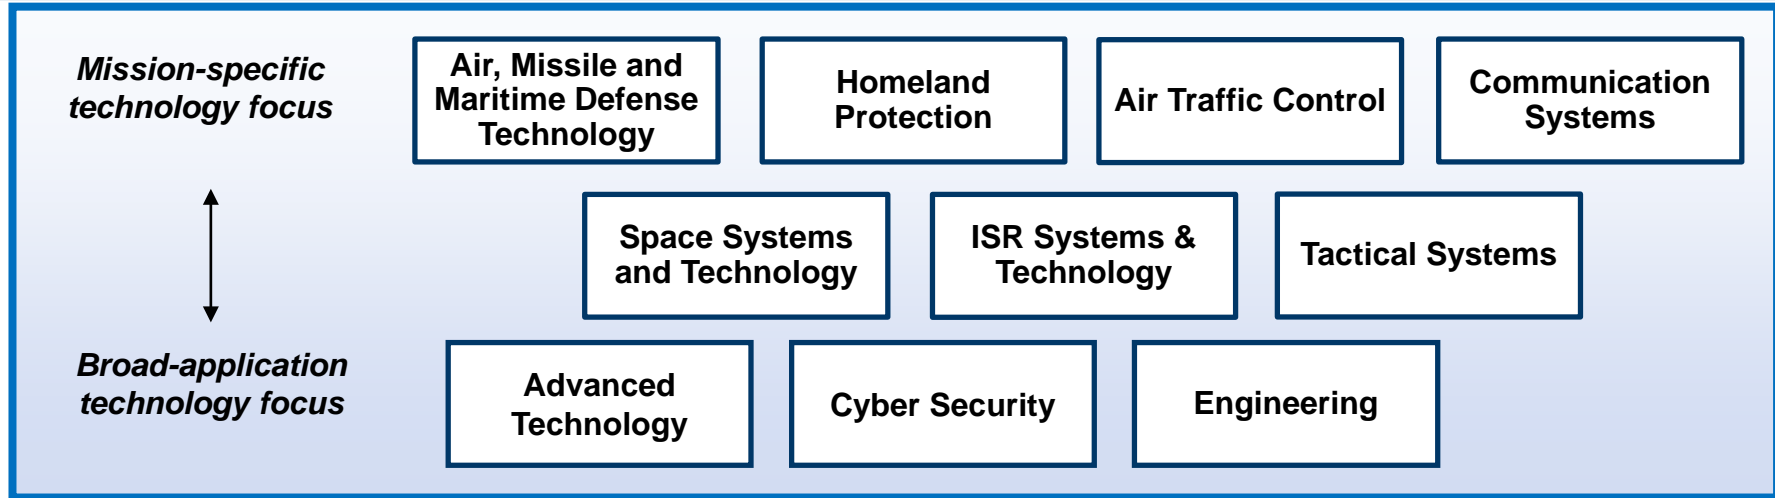 Mission-specific
technology focus
Air, Missile and
Maritime Defense
Technology
Homeland
Protection
Air Traffic Control
Communication
Systems
Space Systems
and Technology
ISR Systems &
Technology
Tactical Systems
Broad-application
technology focus
Advanced
Technology
Cyber Security
Engineering